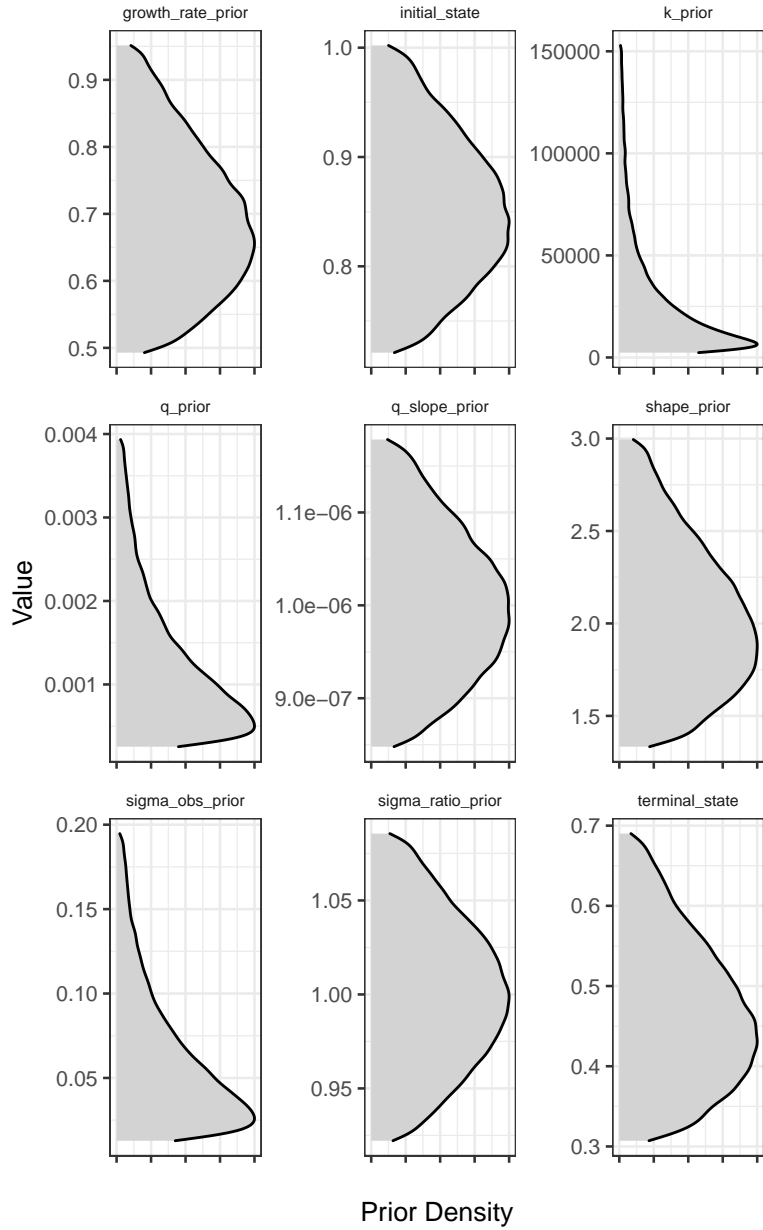 growth_rate_prior
initial_state
k_prior
0.9
0.8
0.7
0.6
0.5
1.0
0.9
0.8
150000
100000
50000
0
q_prior
q_slope_prior
shape_prior
0.004
0.003
0.002
0.001
1.1e−06
1.0e−06
9.0e−07
3.0
2.5
2.0
1.5
Value
sigma_obs_prior
sigma_ratio_prior
terminal_state
0.20
0.15
0.10
0.05
1.05
1.00
0.95
0.7
0.6
0.5
0.4
0.3
Prior Density